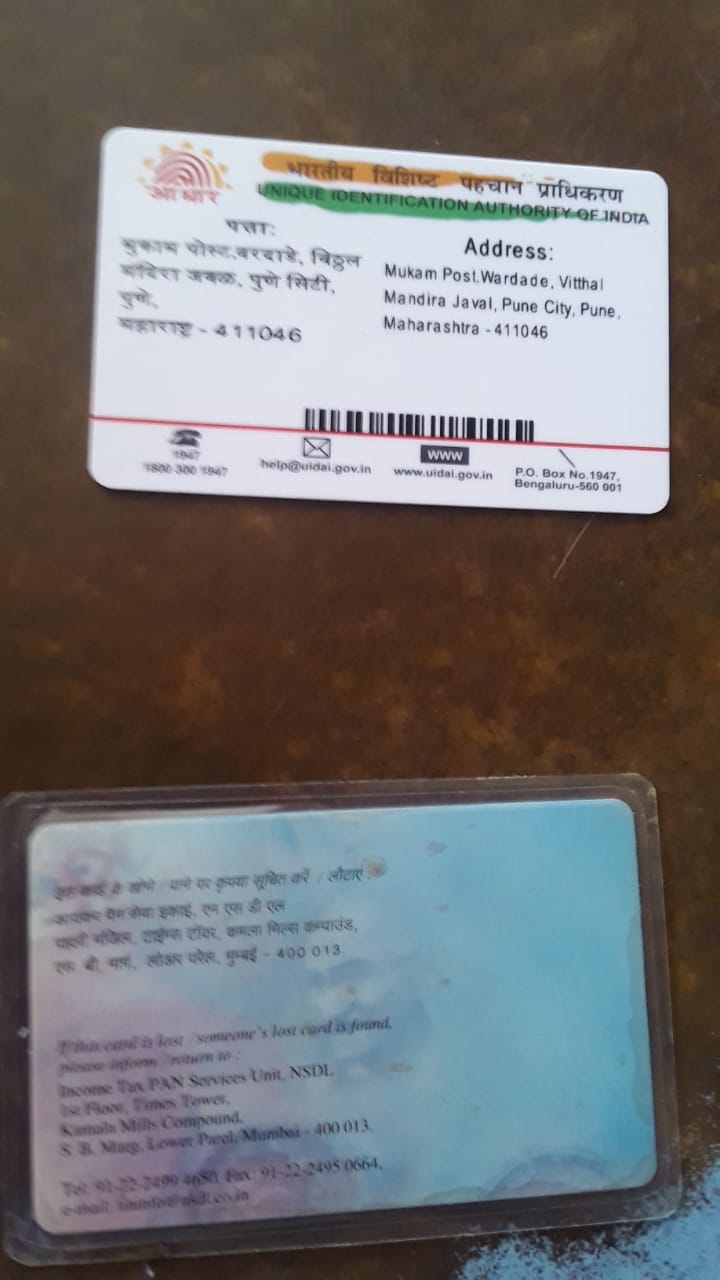 आधार
भारतीय विशिष्ट पहचान प्राधिकरण
UNIQUE IDENTIFICATION AUTHORITY OF INDIA
पत्ता:
मुकाम पोस्ट.वरदाडे, विठ्ठल
मंदिरा जवळ, पुणे सिटी,
पुणे,
महाराष्ट्र - 411046
Address:
Mukam Post.Wardade, Vitthal
Mandira Javal, Pune City, Pune,
Maharashtra - 411046
1947
1800 300 1947
help@uidai.gov.in
www
www.uidai.gov.in
P.O. Box No.1947,
Bengaluru-560 001
इस कार्ड के खोने / पाने पर कृपया सूचित करें / लौटाएं :
आयकर पैन सेवा इकाई, एन एस डी एल
पहली मंजिल, टाईम्स टॉवर, कमला मिल्स कम्पाउंड,
एस. बी. मार्ग, लोअर परेल, मुम्बई - 400 013.
If this card is lost / someone's lost card is found,
please inform / return to :
Income Tax PAN Services Unit, NSDL
1st Floor, Times Tower,
Kamala Mills Compound,
S. B. Marg, Lower Parel, Mumbai - 400 013.
Tel: 91-22-2499 4650, Fax: 91-22-2495 0664,
e-mail: tininfo@nsdl.co.in